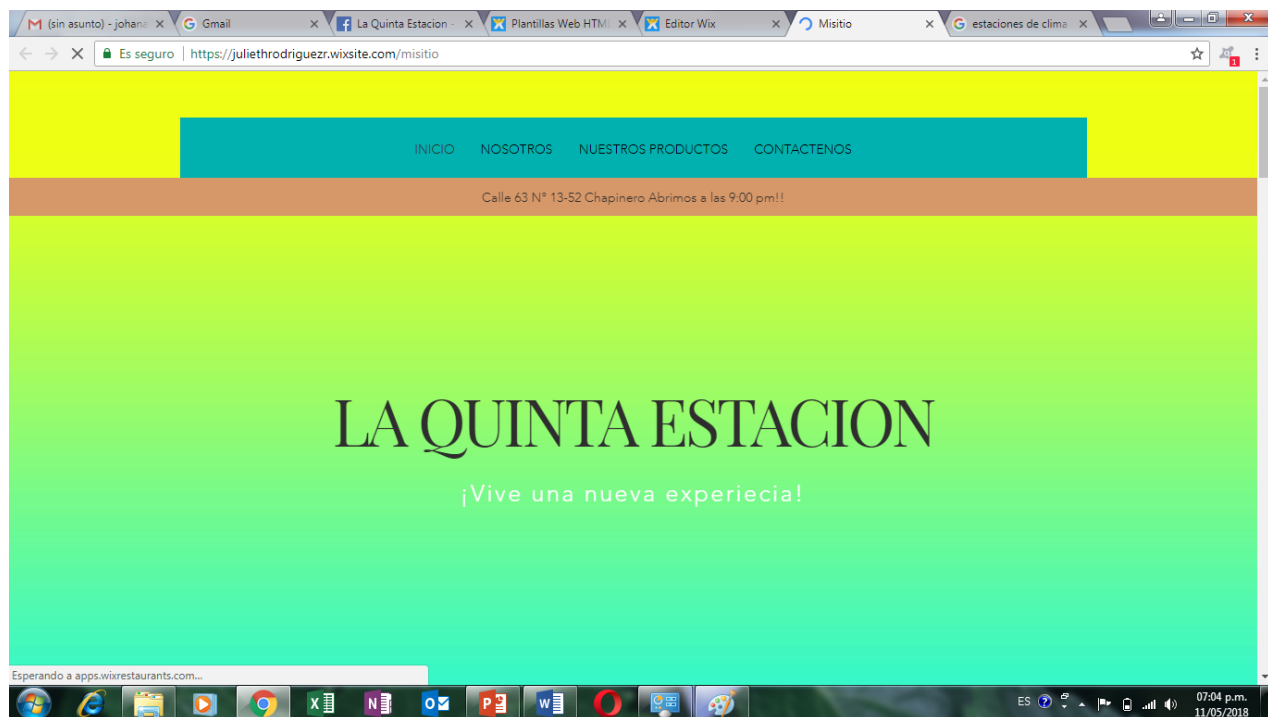 (sin asunto) - johana
Gmail
La Quinta Estacion -
Plantillas Web HTML
Editor Wix
Misitio
estaciones de clima
Es seguro
https://juliethrodriguezr.wixsite.com/misitio
1
INICIO NOSOTROS NUESTROS PRODUCTOS CONTACTENOS
Calle 63 N° 13-52 Chapinero Abrimos a las 9:00 pm!!
LA QUINTA ESTACION
¡Vive una nueva experiecia!
Esperando a apps.wixrestaurants.com...
ES
07:04 p.m.
11/05/2018